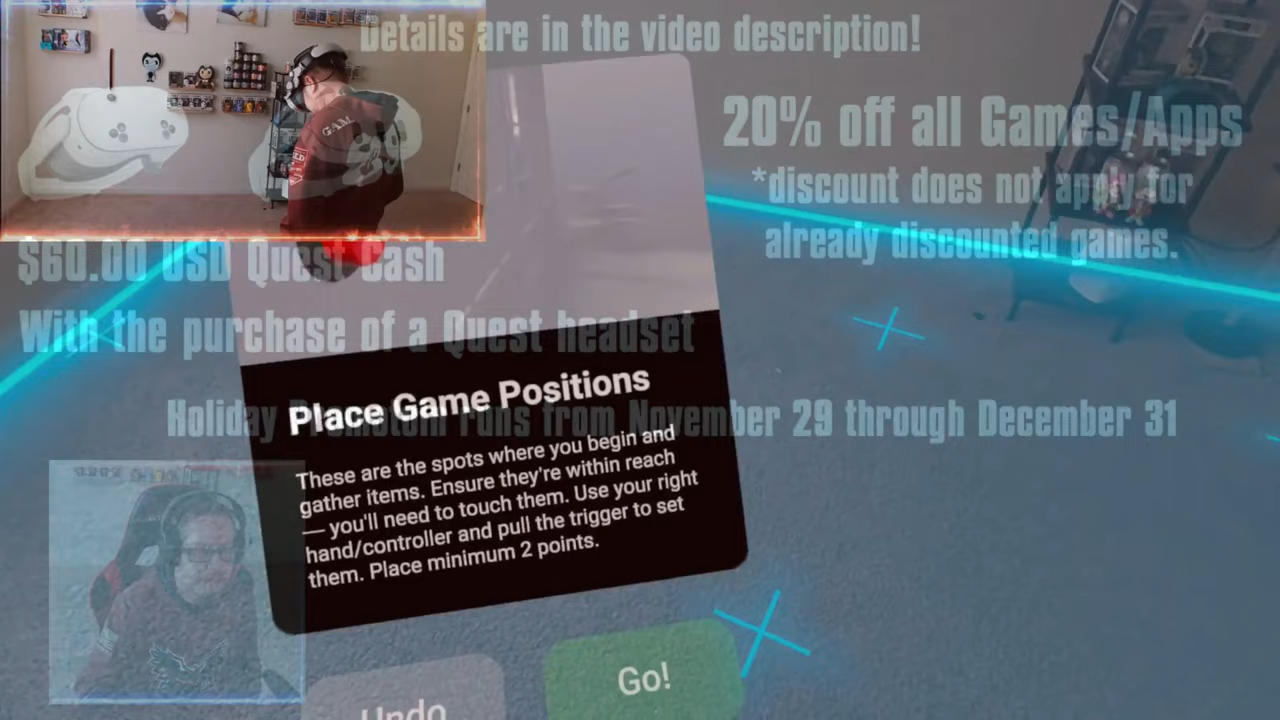 Details are in the video description!
20% off all Games/Apps
*discount does not apply for
already discounted games.
GAM
$60.00 USD Quest Cash
With the purchase of a Quest headset
Holiday Promotoin runs from November 29 through December 31
Place Game Positions
These are the spots where you begin and
gather items. Ensure they're within reach
— you'll need to touch them. Use your right
hand/controller and pull the trigger to set
them. Place minimum 2 points.
Go!
Undo